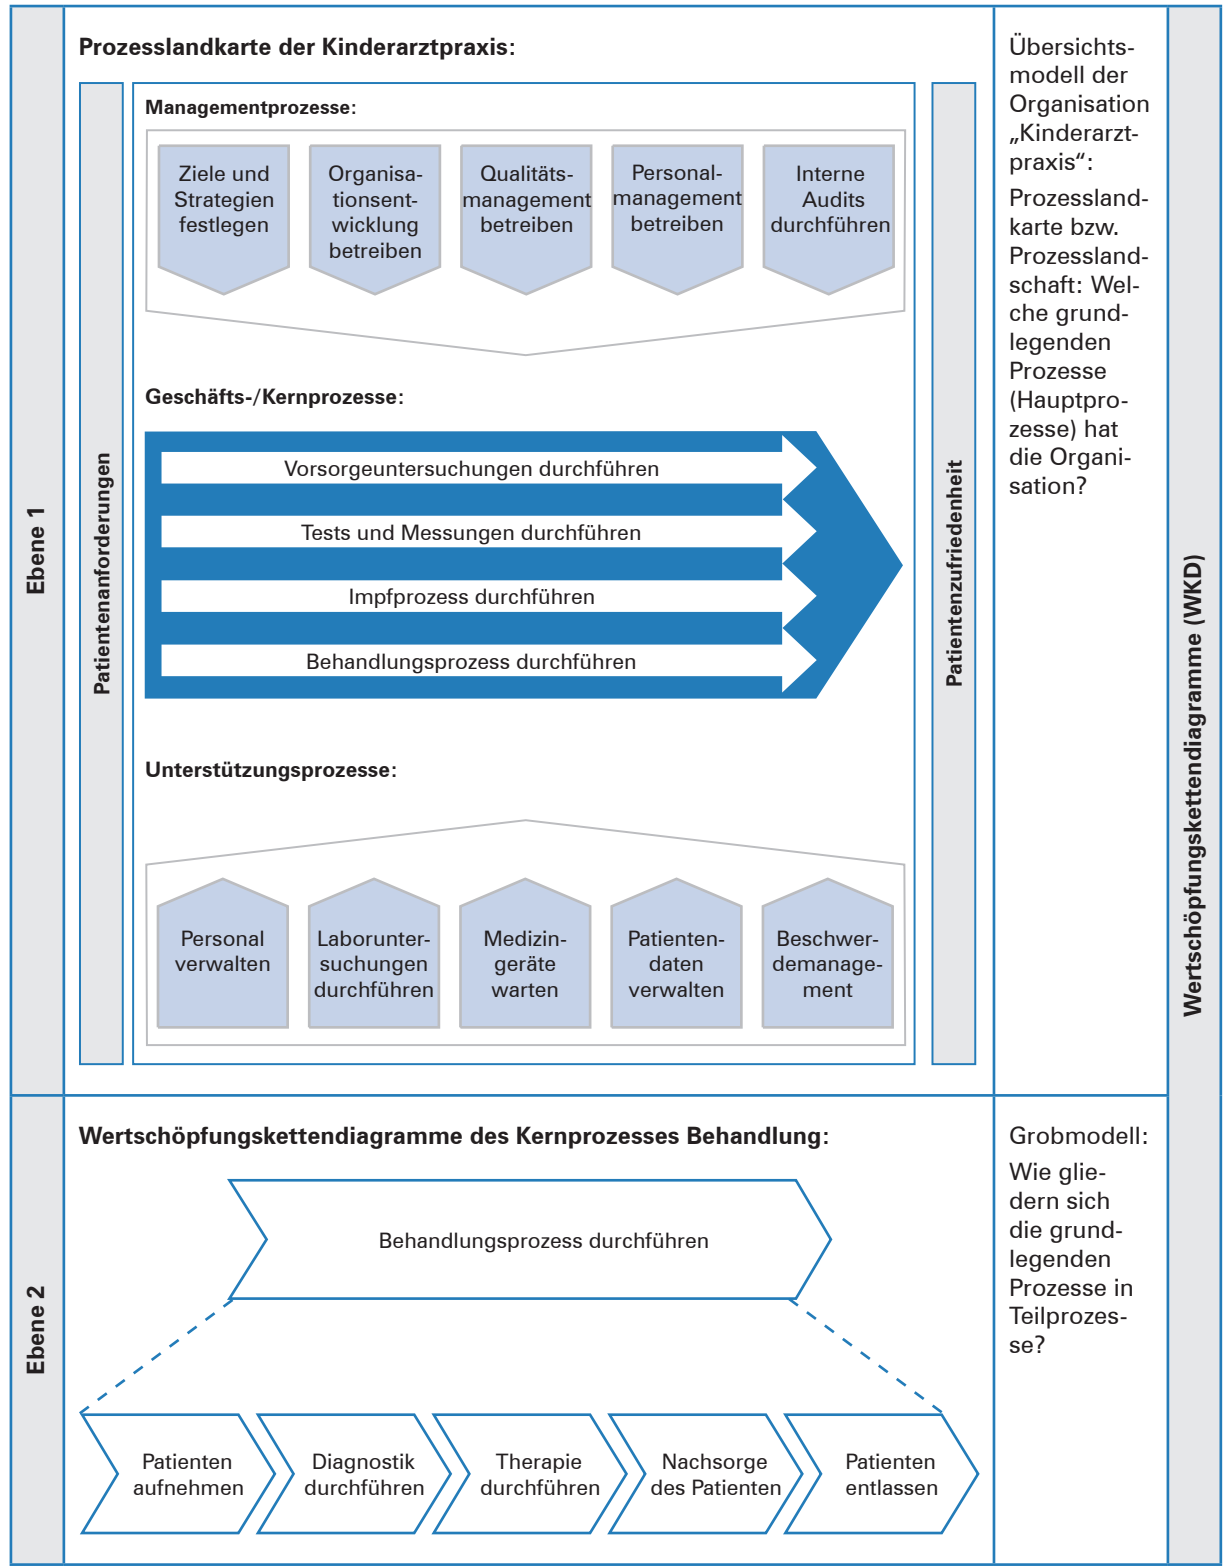 Ebene 1
Prozesslandkarte der Kinderarztpraxis:
Patientenanforderungen
Managementprozesse:
Ziele und
Strategien
festlegen
Organisa-
tionsent-
wicklung
betreiben
Qualitäts-
management
betreiben
Personal-
management
betreiben
Interne
Audits
durchführen
Geschäfts-/Kernprozesse:
Vorsorgeuntersuchungen durchführen
Tests und Messungen durchführen
Impfprozess durchführen
Behandlungsprozess durchführen
Unterstützungsprozesse:
Personal
verwalten
Laborunter-
suchungen
durchführen
Medizin-
geräte
warten
Patienten-
daten
verwalten
Beschwer-
demanage-
ment
Patientenzufriedenheit
Übersichts-
modell der
Organisation
„Kinderarzt-
praxis“:
Prozessland-
karte bzw.
Prozessland-
schaft: Wel-
che grund-
legenden
Prozesse
(Hauptpro-
zesse) hat
die Organi-
sation?
Wertschöpfungskettendiagramme (WKD)
Ebene 2
Wertschöpfungskettendiagramme des Kernprozesses Behandlung:
Behandlungsprozess durchführen
Patienten
aufnehmen
Diagnostik
durchführen
Therapie
durchführen
Nachsorge
des Patienten
Patienten
entlassen
Grobmodell:
Wie glie-
dern sich
die grund-
legenden
Prozesse in
Teilprozes-
se?